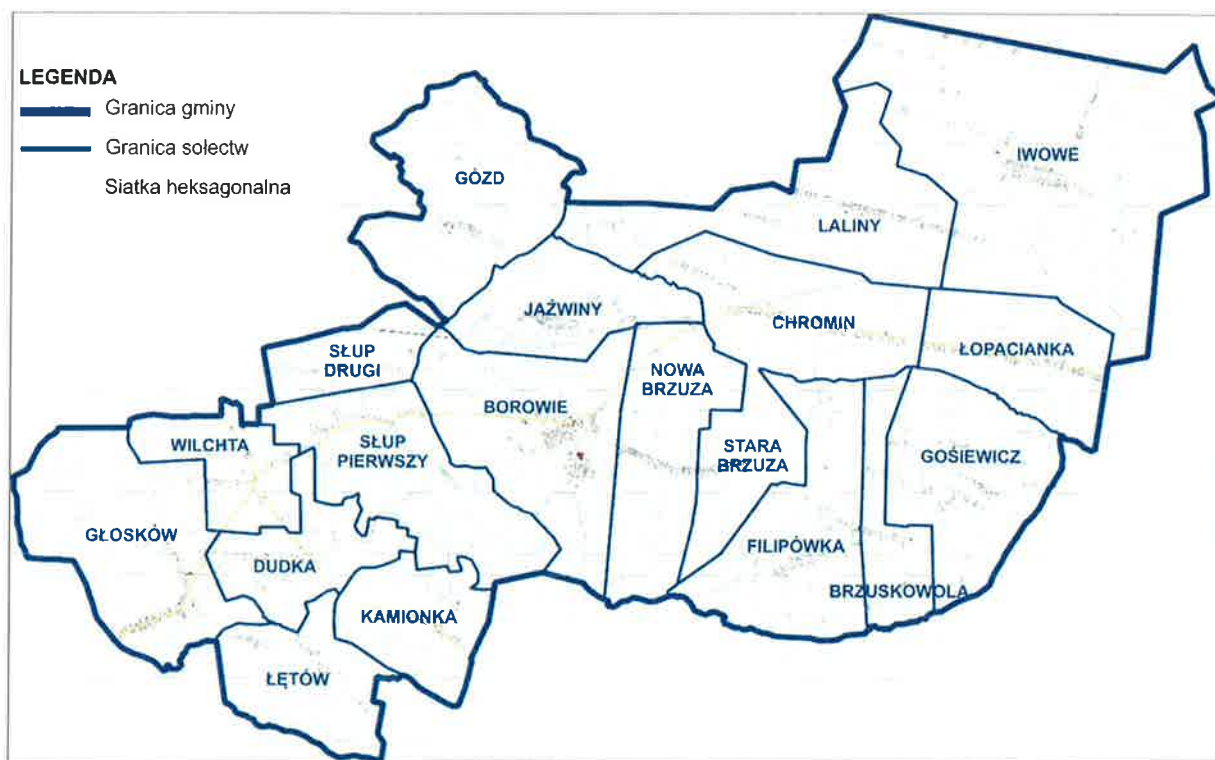 LEGENDA
Granica gminy
Granica sołectw
Siatka heksagonalna
IWOWE
GÓZD
LALINY
JAŹWINY
CHROMIN
ŁOPACIANKA
SŁUP
DRUGI
NOWA
BRZUZA
BOROWIE
WILCHTA
SŁUP
PIERWSZY
STARA
BRZUZA
GOŚIEWICZ
GŁOSKÓW
DUDKA
FILIPÓWKA
BRZUSKOWOLA
KAMIONKA
ŁĘTÓW